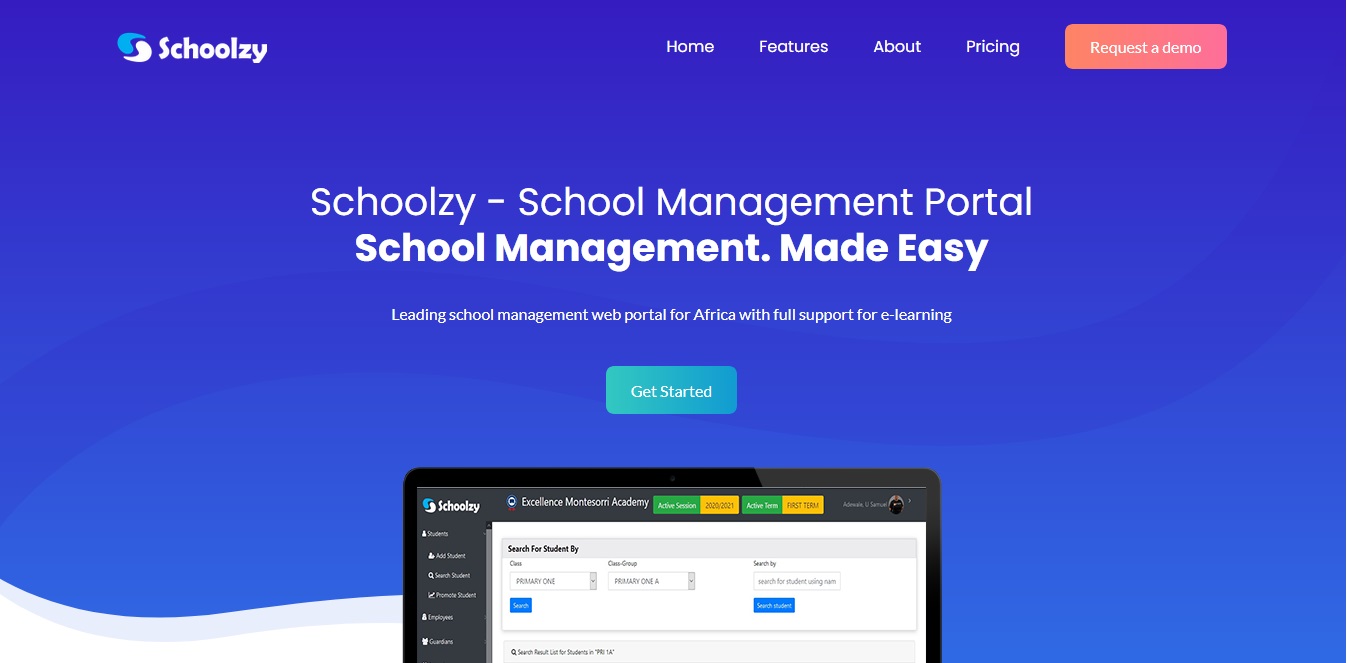 Schoolzy
Home Features About Pricing Request a demo
Schoolzy - School Management Portal
School Management. Made Easy
Leading school management web portal for Africa with full support for e-learning
Get Started
Schoolzy Excellence Montesorri Academy Active Session 2020/2021 Active Term FIRST TERM Adewale, U Samuel
Students
Add Student
Search Student
Promote Student
Employees
Guardians
Search For Student By
Class Class-Group Search by
PRIMARY ONE PRIMARY ONE A search for student using nam
Search Search student
Search Result List for Students in "PRI 1A"